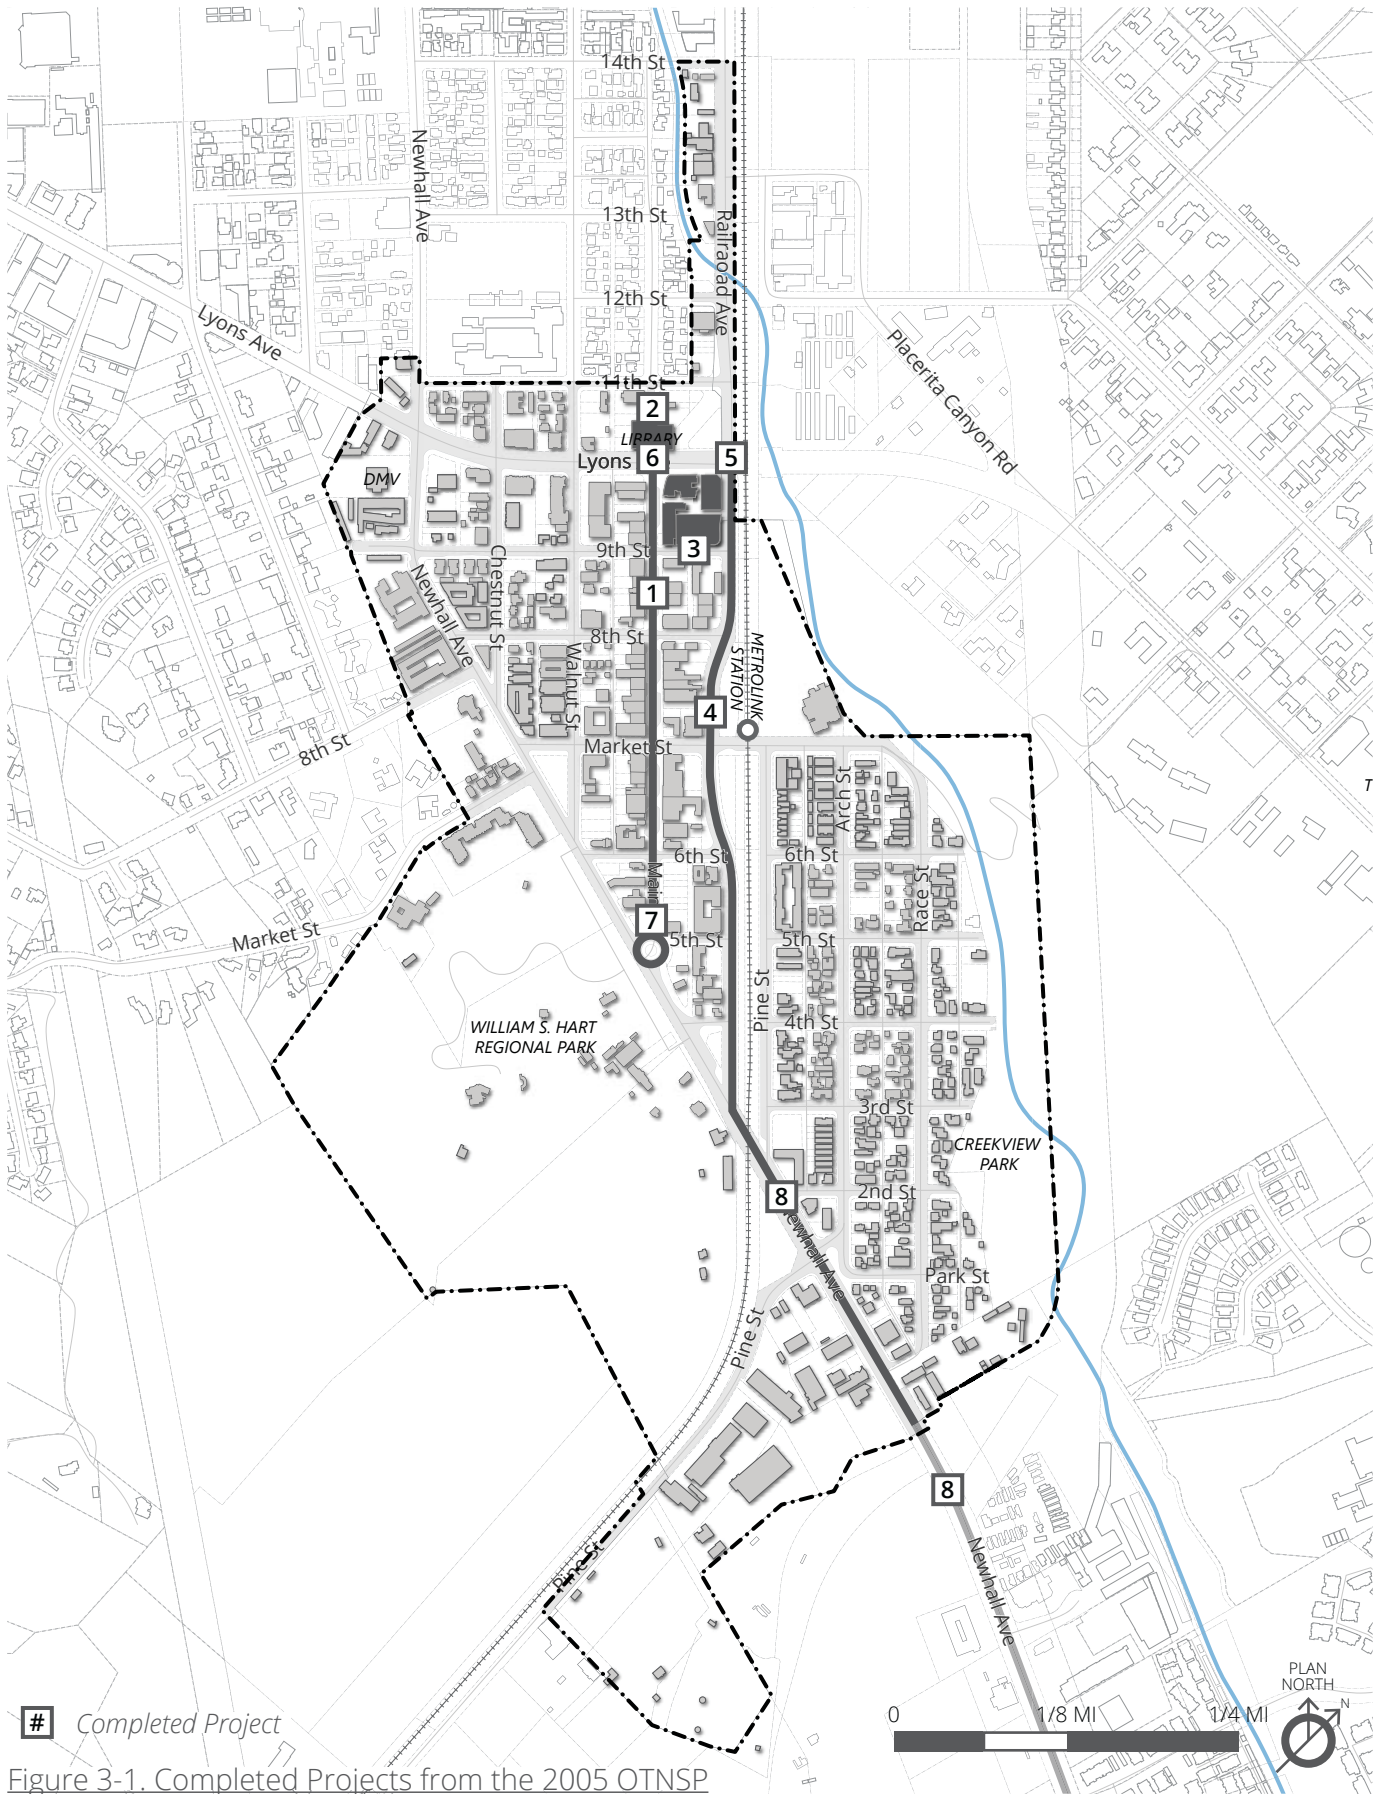 14th St
Newhall Ave
13th St
Railraoad Ave
12th St
Lyons Ave
Placerita Canyon Rd
11th St
2
LIBRARY
Lyons
6
5
DMV
9th St
3
Chestnut St
Newhall Ave
1
8th St
Walnut St
METROLINK
STATION
4
8th St
Market St
Arch St
T
6th St
6th St
Main
Race St
7
5th St
5th St
Market St
Pine St
WILLIAM S. HART
REGIONAL PARK
4th St
3rd St
CREEKVIEW
PARK
8
2nd St
Newhall Ave
Park St
Pine St
8
Newhall Ave
Pine St
PLAN
NORTH
N
0
1/8 MI
1/4 MI
# Completed Project
Figure 3-1. Completed Projects from the 2005 OTNSP